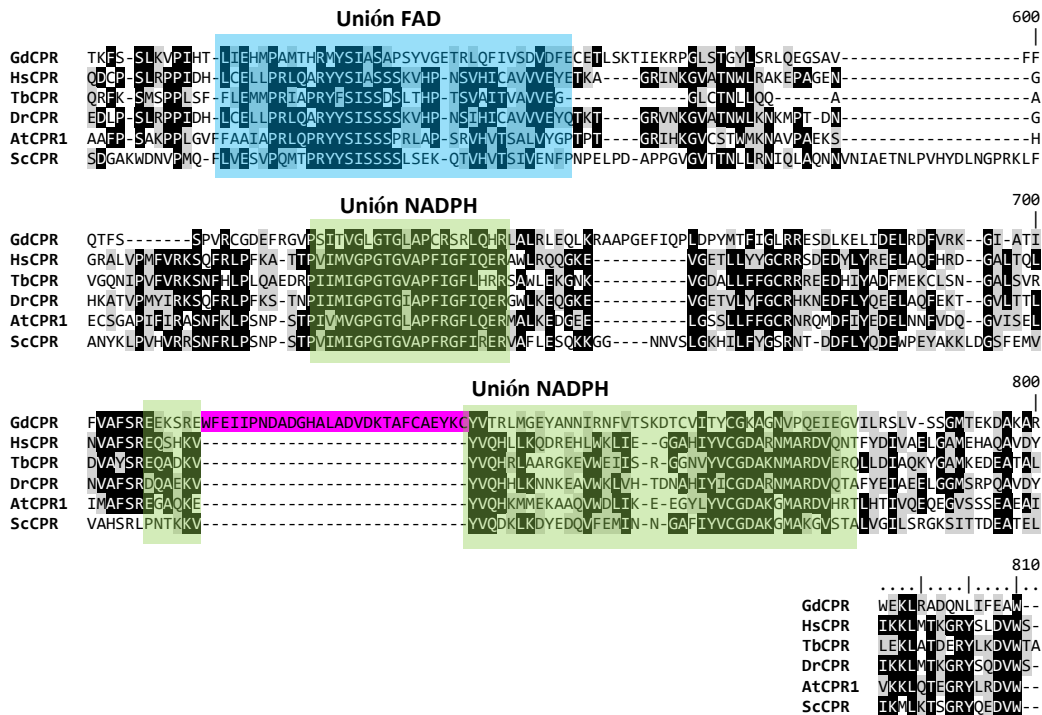 Unión FAD
600
|
GdCPR TKFS-SLKVPIHT-LIEHMPAMTHRMYSIASAPSYVGETRLQFIVSDVDFECETLSKTIEKRPGLSTGYLSRLQEGSAV-------------------FF
HsCPR QDCP-SLRPPIDH-LCELLPRLQARYYSIASSSKVHP-NSVHICAVVVEYETKA----GRINKGVATNWLRAKEPAGEN--------------------G
TbCPR QRFK-SMSPPLSF-FLEMMPRIAPRYFSISSDSLTHP-TSVAITVAVVEG-------------GLCTNLLQQ----A--------------------A
DrCPR EDLP-SLRPPIDH-LCELLPRLQARYYSIASSSKVHP-NSIHICAVVVEYQTKT----GRVNKGVATNWLKNKMPT-DN--------------------G
AtCPR1 AAFP-SAKPPLGVFFAAIAPRLQPRYYSISSSPRLAP-SRVHVTSALVYGPTPT----GRIHKGVCSTWMKNAVPAEKS--------------------H
ScCPR SDGAKWDNVPMQ-FLVESVPQMTPRYYSISSSSLSEK-QTVHVTSIVENFPNPELPD-APPGVGVTTNLLRNIQLAQNNVNIAETNLPVHYDLNGPRKLF
Unión NADPH
700
|
GdCPR QTFS-------SPVRCGDEFRGVPSITVGLGTGLAPCRSRLQHRLALRLEQLKRAAPGEFIQPLDPYMTFIGLRRESDLKELIDELRDFVRK--GI-ATI
HsCPR GRALVPMFVRKSQFRLPFKA-TTPVIMVGPGTGVAPFIGFIQERAWLRQQGKE-------VGETLLYYGCRRSDEDYLYREELAQFHRD--GALTQL
TbCPR VGQNIPVFVRKSNFHLPLQAEDRPIIMIGPGTGVAPFIGFLHRRSAWLEKGNK-------VGDALLFFGCRRREEDHIYADFMEKCLSN--GALSVR
DrCPR HKATVPMYIRKSQFRLPFKS-TNPIIMIGPGTGIAPFIGFIQERGWLKEQGKE-------VGETVLYFGCRHKNEDFLYQEELAQFEKT--GVLTTL
AtCPR1 ECSGAPIFIRASNFKLPSNP-STPIVMVGPGTGLAPFRGFLQERMALKEDGEE-------LGSSLLFFGCRNRQMDFIYEDELNNFVDQ--GVISEL
ScCPR ANYKLPVHVRRSNFRLPSNP-STPVIMIGPGTGVAPFRGFIRERVAFLESQKKGG----NNVSLGKHILFYGSRNT-DDFLYQDEWPEYAKKLDGSFEMV
Unión NADPH
800
|
GdCPR FVAFSREEKSREWFEIIPNDADGHALADVDKTAFCAEYKCYVTRLMGEYANNIRNFVTSKDTCVITYCGKAGNVPQEIEGVILRSLV-SSGMTEKDAKAR
HsCPR NVAFSREQSHKV----------------------------YVQHLLKQDREHLWKLIE--GGAHIYVCGDARNMARDVQNTFYDIVAELGAMEHAQAVDY
TbCPR DVAYSREQADKV----------------------------YVQHRLAARGKEVWEIIS-R-GGNVYVCGDAKNMARDVERQLLDIAQKYGAMKEDEATAL
DrCPR NVAFSRDQAEKV----------------------------YVQHHLKNNKEAVWKLVH-TDNAHIYICGDARNMARDVQTAFYEIAEELGGMSRPQAVDY
AtCPR1 IMAFSREGAQKE----------------------------YVQHKMMEKAAQVWDLIK-E-EGYLYVCGDAKGMARDVHRTLHTIVQEQEGVSSSEAEAI
ScCPR VAHSRLPNTKKV----------------------------YVQDKLKDYEDQVFEMIN-N-GAFIYVCGDAKGMAKGVSTALVGILSRGKSITTDEATEL
810
....|....|....|..
GdCPR WEKLRADQNLIFEAW--
HsCPR IKKLMTKGRYSLDVWS-
TbCPR LEKLATDERYLKDVWTA
DrCPR IKKLMTKGRYSQDVWS-
AtCPR1 VKKLQTEGRYLRDVW--
ScCPR IKMLKTSGRYQEDVW--